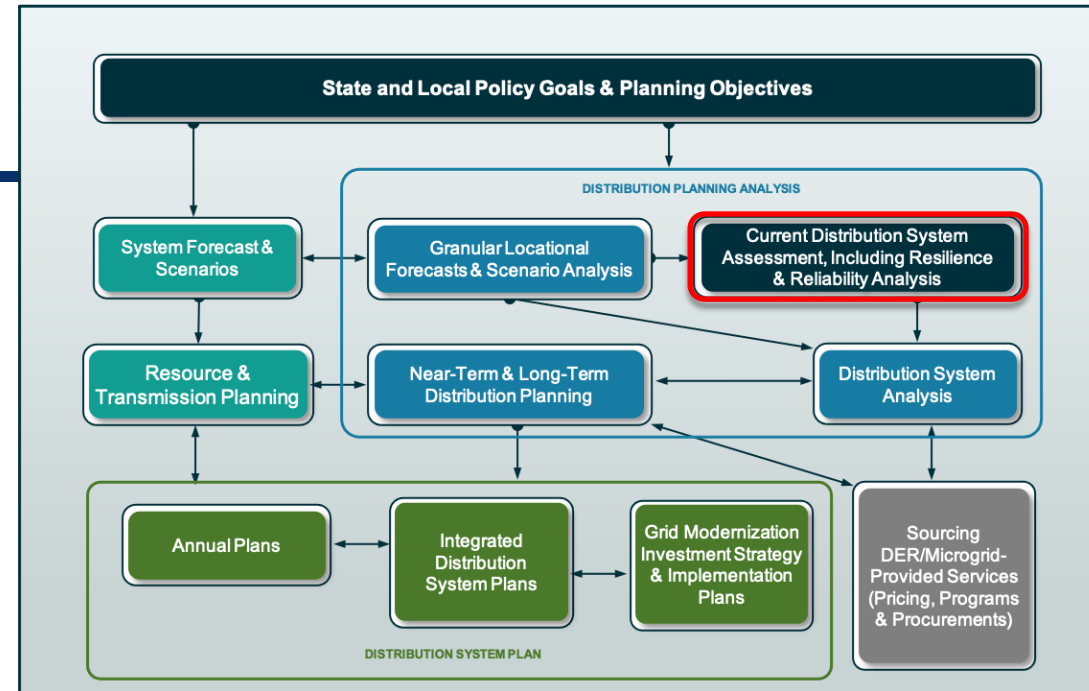 State and Local Policy Goals & Planning Objectives
DISTRIBUTION PLANNING ANALYSIS
System Forecast &
Scenarios
Granular Locational
Forecasts & Scenario Analysis
Current Distribution System
Assessment, Including Resilience
& Reliability Analysis
Resource &
Transmission Planning
Near-Term & Long-Term
Distribution Planning
Distribution System
Analysis
Annual Plans
Integrated
Distribution
System Plans
Grid Modernization
Investment Strategy
& Implementation
Plans
Sourcing
DER/Microgrid-
Provided Services
(Pricing, Programs
& Procurements)
DISTRIBUTION SYSTEM PLAN